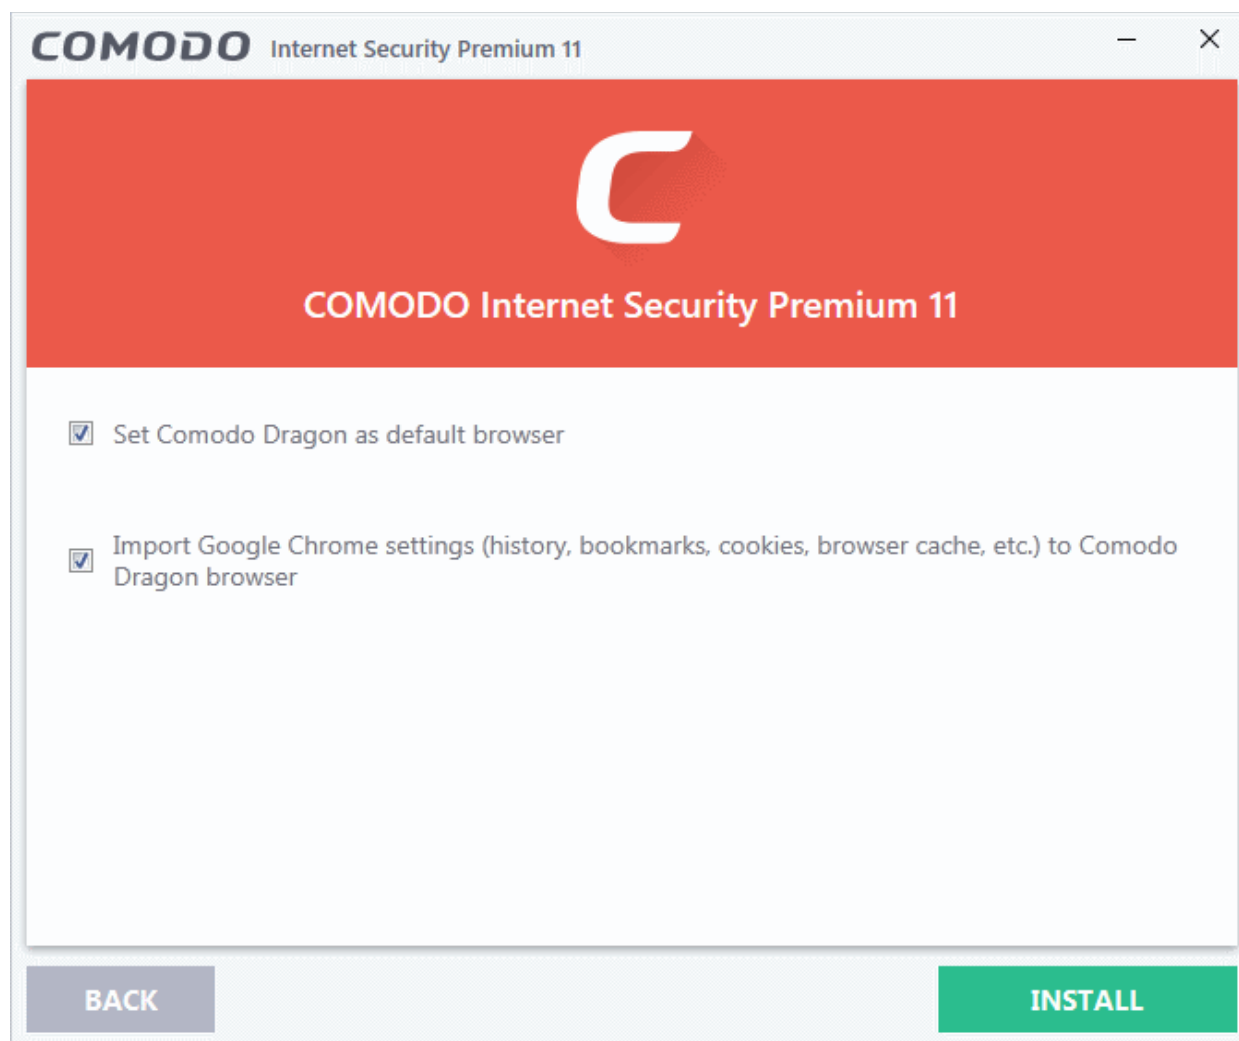 COMODO Internet Security Premium 11
COMODO Internet Security Premium 11
Set Comodo Dragon as default browser
Import Google Chrome settings (history, bookmarks, cookies, browser cache, etc.) to Comodo
Dragon browser
BACK
INSTALL